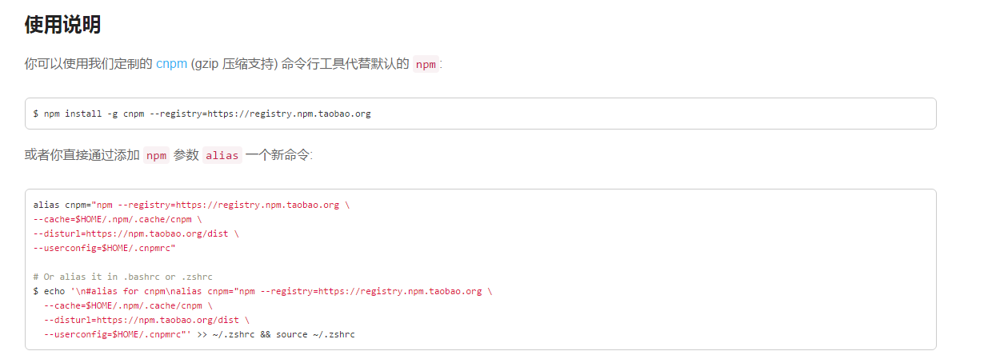 使用说明
你可以使用我们定制的 cnpm (gzip 压缩支持) 命令行工具代替默认的 npm:
$ npm install -g cnpm --registry=https://registry.npm.taobao.org
或者你直接通过添加 npm 参数 alias 一个新命令:
alias cnpm="npm --registry=https://registry.npm.taobao.org \
--cache=$HOME/.npm/.cache/cnpm \
--disturl=https://npm.taobao.org/dist \
--userconfig=$HOME/.cnpmrc"
# Or alias it in .bashrc or .zshrc
$ echo '\n#alias for cnpm\nalias cnpm="npm --registry=https://registry.npm.taobao.org \
--cache=$HOME/.npm/.cache/cnpm \
--disturl=https://npm.taobao.org/dist \
--userconfig=$HOME/.cnpmrc"' >> ~/.zshrc && source ~/.zshrc